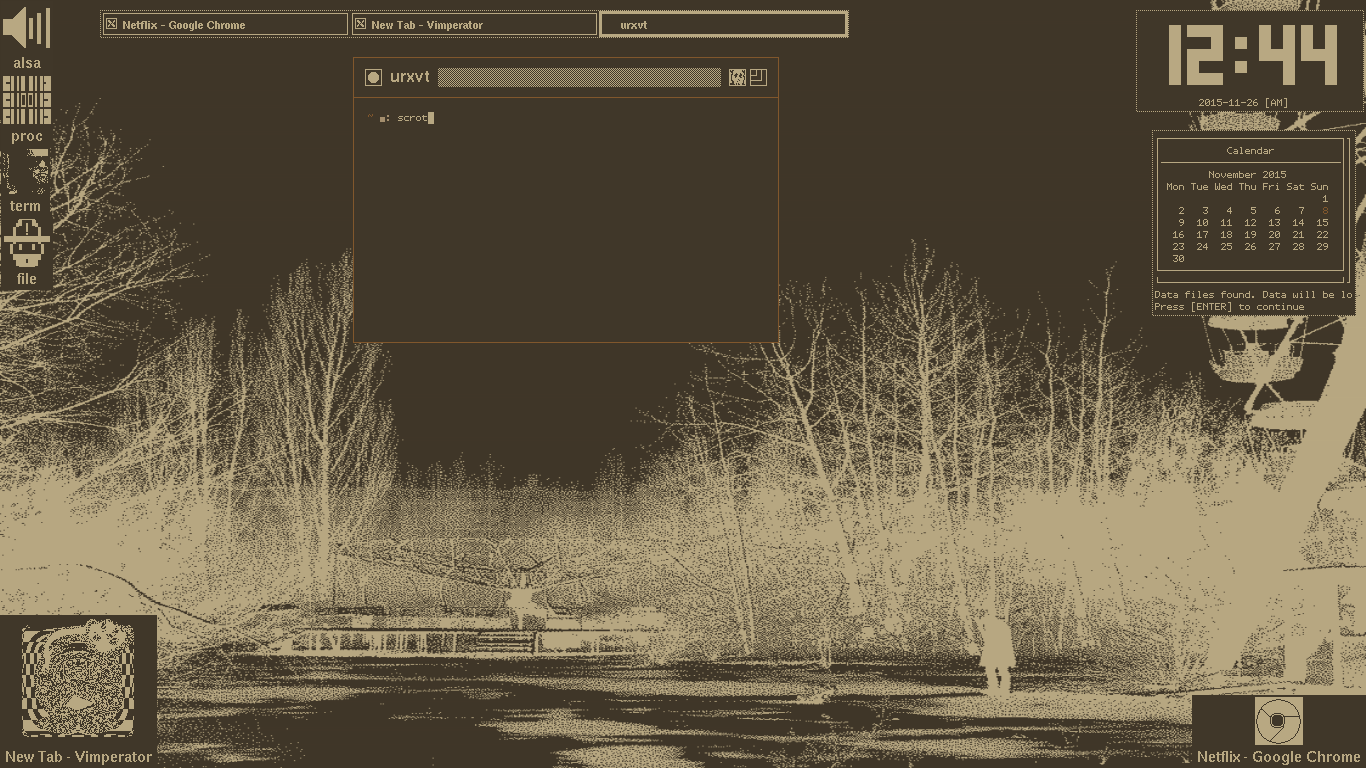 Netflix - Google Chrome
New Tab - Vimperator
urxvt
alsa
proc
term
file
urxvt
~ : scrot
12:44
2015-11-26 [AM]
Calendar
November 2015
Mon Tue Wed Thu Fri Sat Sun
1
2 3 4 5 6 7 8
9 10 11 12 13 14 15
16 17 18 19 20 21 22
23 24 25 26 27 28 29
30
Data files found. Data will be lo
Press [ENTER] to continue
New Tab - Vimperator
Netflix - Google Chrome